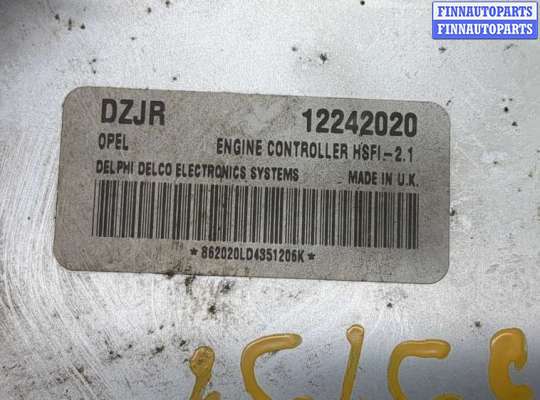 FINNAUTOPARTS
FINNAUTOPARTS
DZJR 12242020
OPEL ENGINE CONTROLLER HSFI-2.1
DELPHI DELCO ELECTRONICS SYSTEMS MADE IN U.K.
*862020LD4351206K*